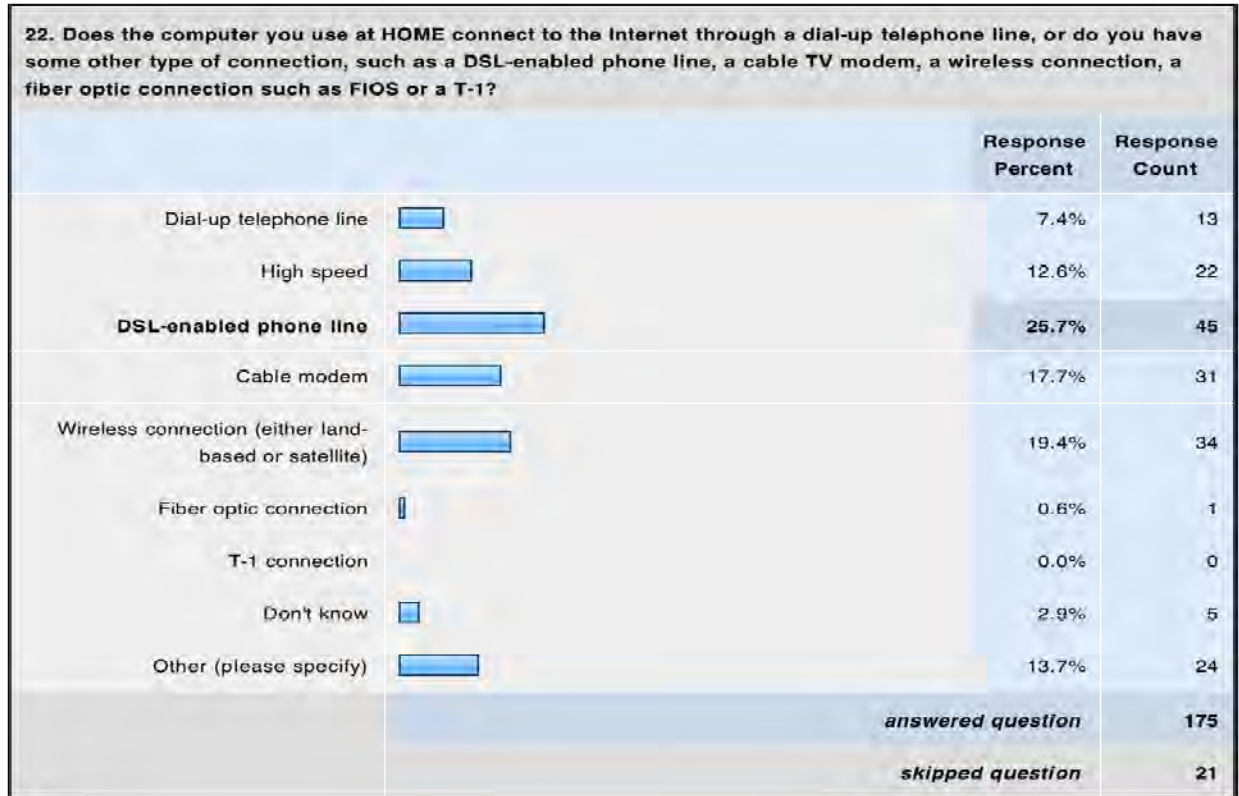 22. Does the computer you use at HOME connect to the Internet through a dial-up telephone line, or do you have
some other type of connection, such as a DSL-enabled phone line, a cable TV modem, a wireless connection, a
fiber optic connection such as FIOS or a T-1?
Response Percent Response Count
Dial-up telephone line 7.4% 13
High speed 12.6% 22
DSL-enabled phone line 25.7% 45
Cable modem 17.7% 31
Wireless connection (either land-
based or satellite) 19.4% 34
Fiber optic connection 0.6% 1
T-1 connection 0.0% 0
Don't know 2.9% 5
Other (please specify) 13.7% 24
answered question 175
skipped question 21